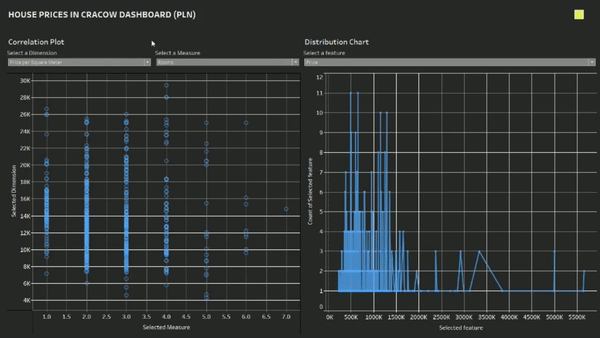 HOUSE PRICES IN CRACOW DASHBOARD (PLN)
Correlation Plot
Select a Dimension
Select a Measure
Price per Square Meter
Rooms
30K
28K
26K
24K
22K
20K
18K
16K
14K
12K
10K
8K
6K
4K
Selected Dimension
1.0 1.5 2.0 2.5 3.0 3.5 4.0 4.5 5.0 5.5 6.0 6.5 7.0
Selected Measure
Distribution Chart
Select a feature
Price
12
11
10
9
8
7
6
5
4
3
2
1
0
Count of Selected feature
0K 500K 1000K 1500K 2000K 2500K 3000K 3500K 4000K 4500K 5000K 5500K
Selected feature